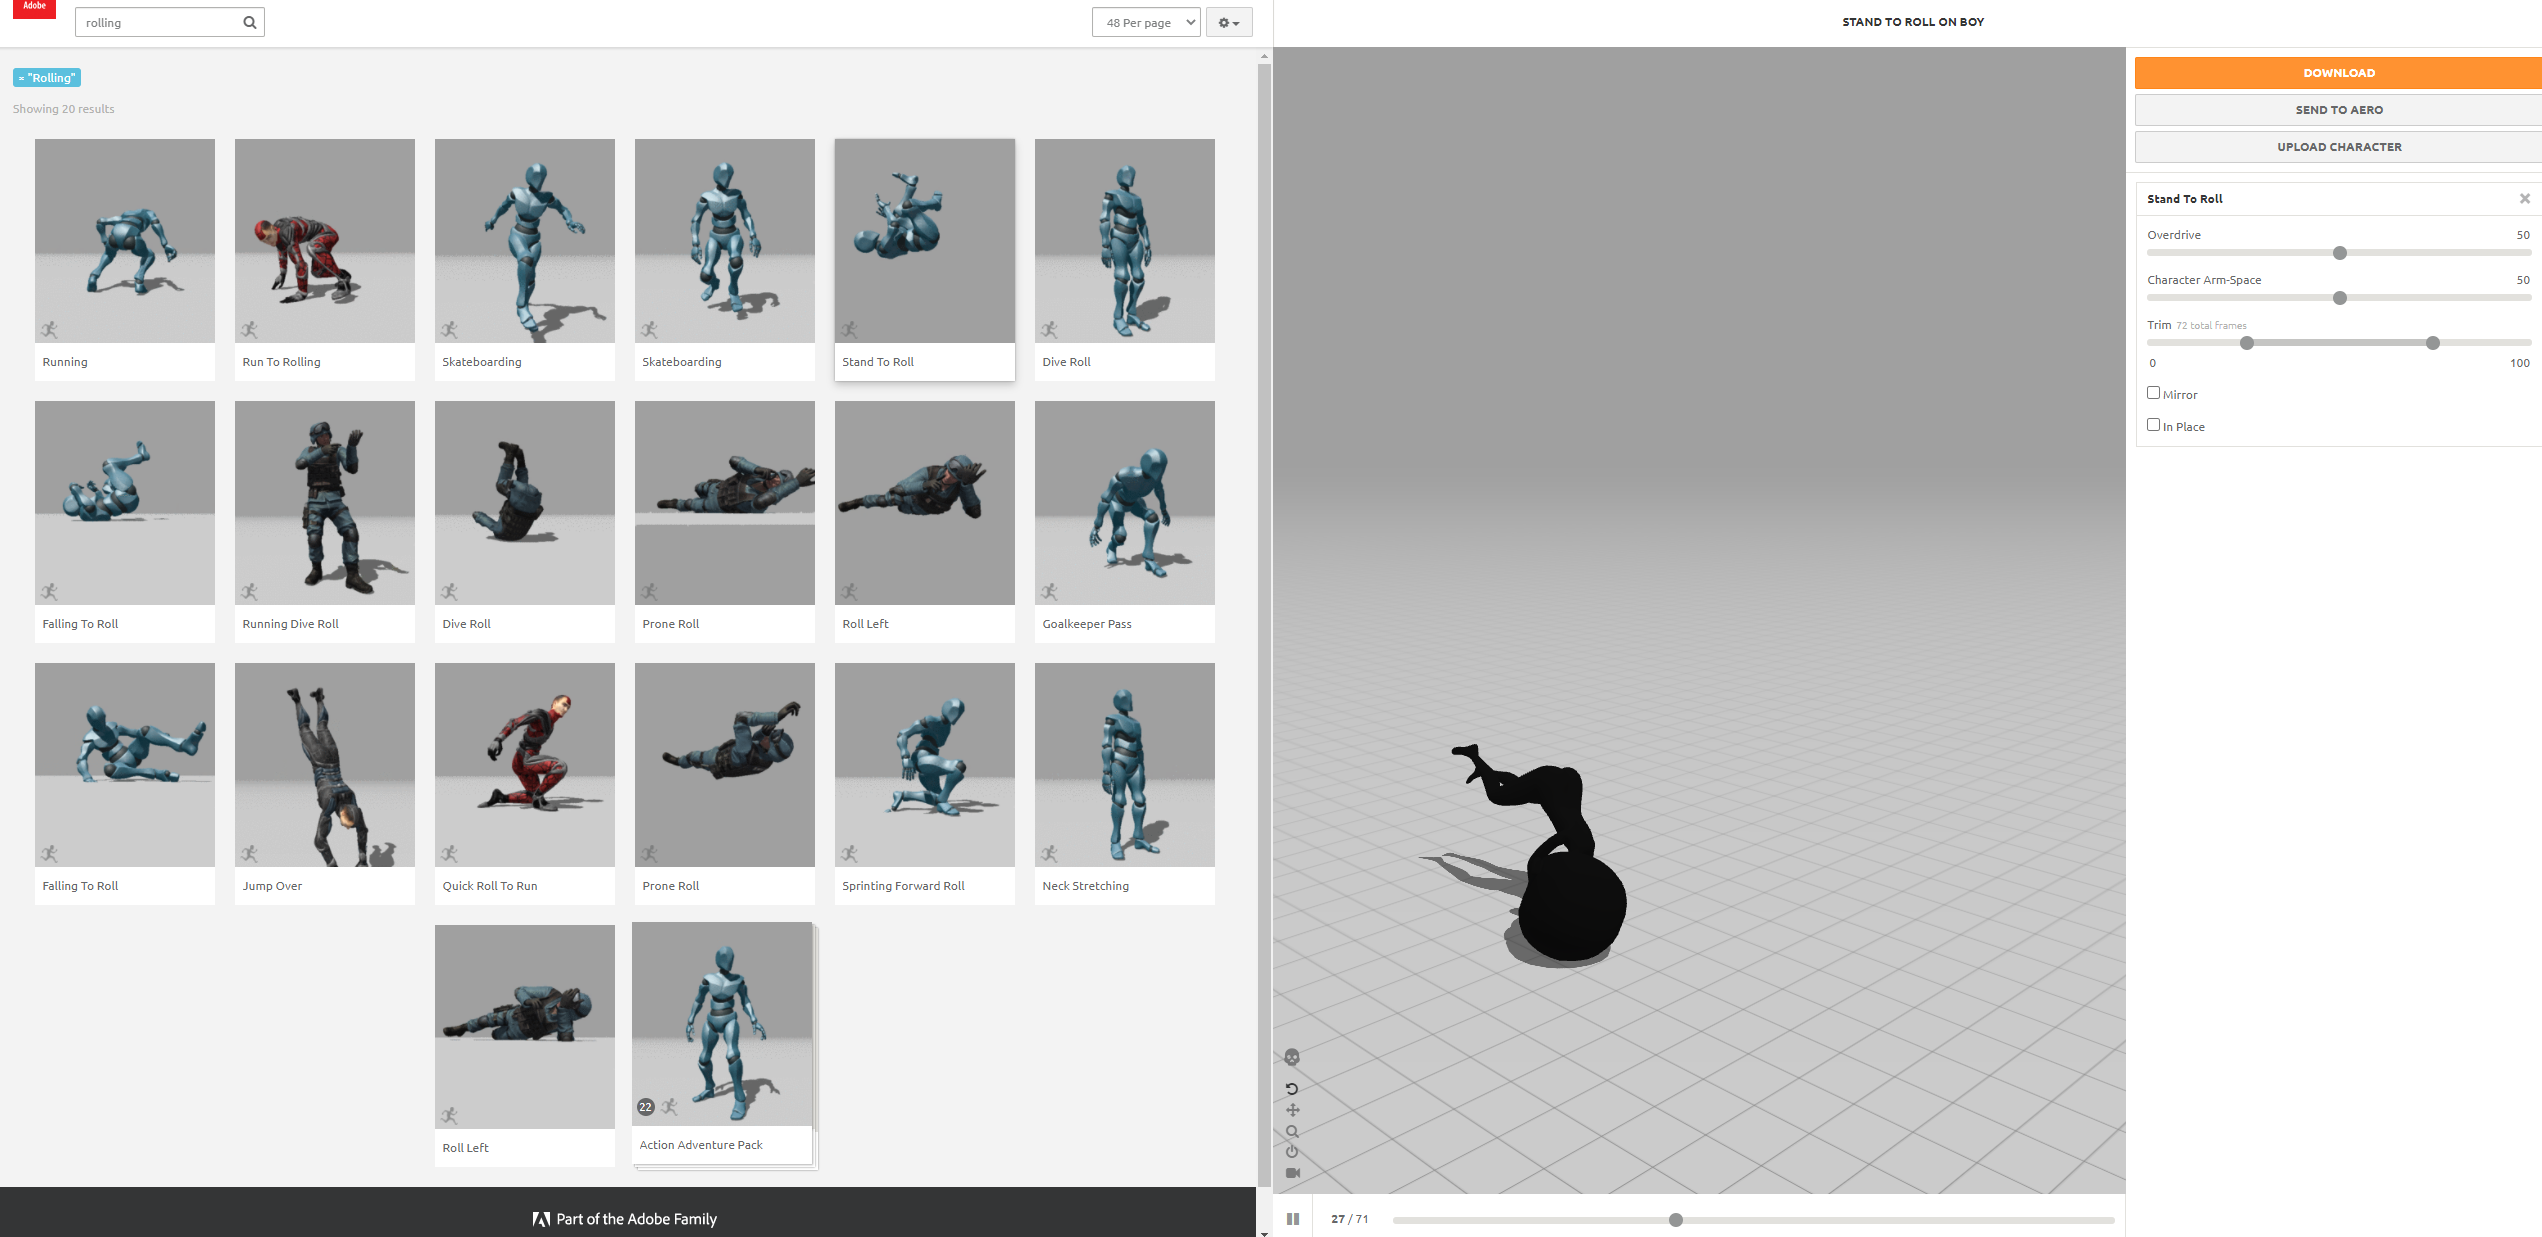 Adobe
rolling
48 Per page
STAND TO ROLL ON BOY
× "Rolling"
Showing 20 results
DOWNLOAD
SEND TO AERO
UPLOAD CHARACTER
Stand To Roll
Overdrive 50
Character Arm-Space 50
Trim 72 total frames
0 100
Mirror
In Place
Running
Run To Rolling
Skateboarding
Skateboarding
Stand To Roll
Dive Roll
Falling To Roll
Running Dive Roll
Dive Roll
Prone Roll
Roll Left
Goalkeeper Pass
Falling To Roll
Jump Over
Quick Roll To Run
Prone Roll
Sprinting Forward Roll
Neck Stretching
Roll Left
22
Action Adventure Pack
Part of the Adobe Family
27 / 71